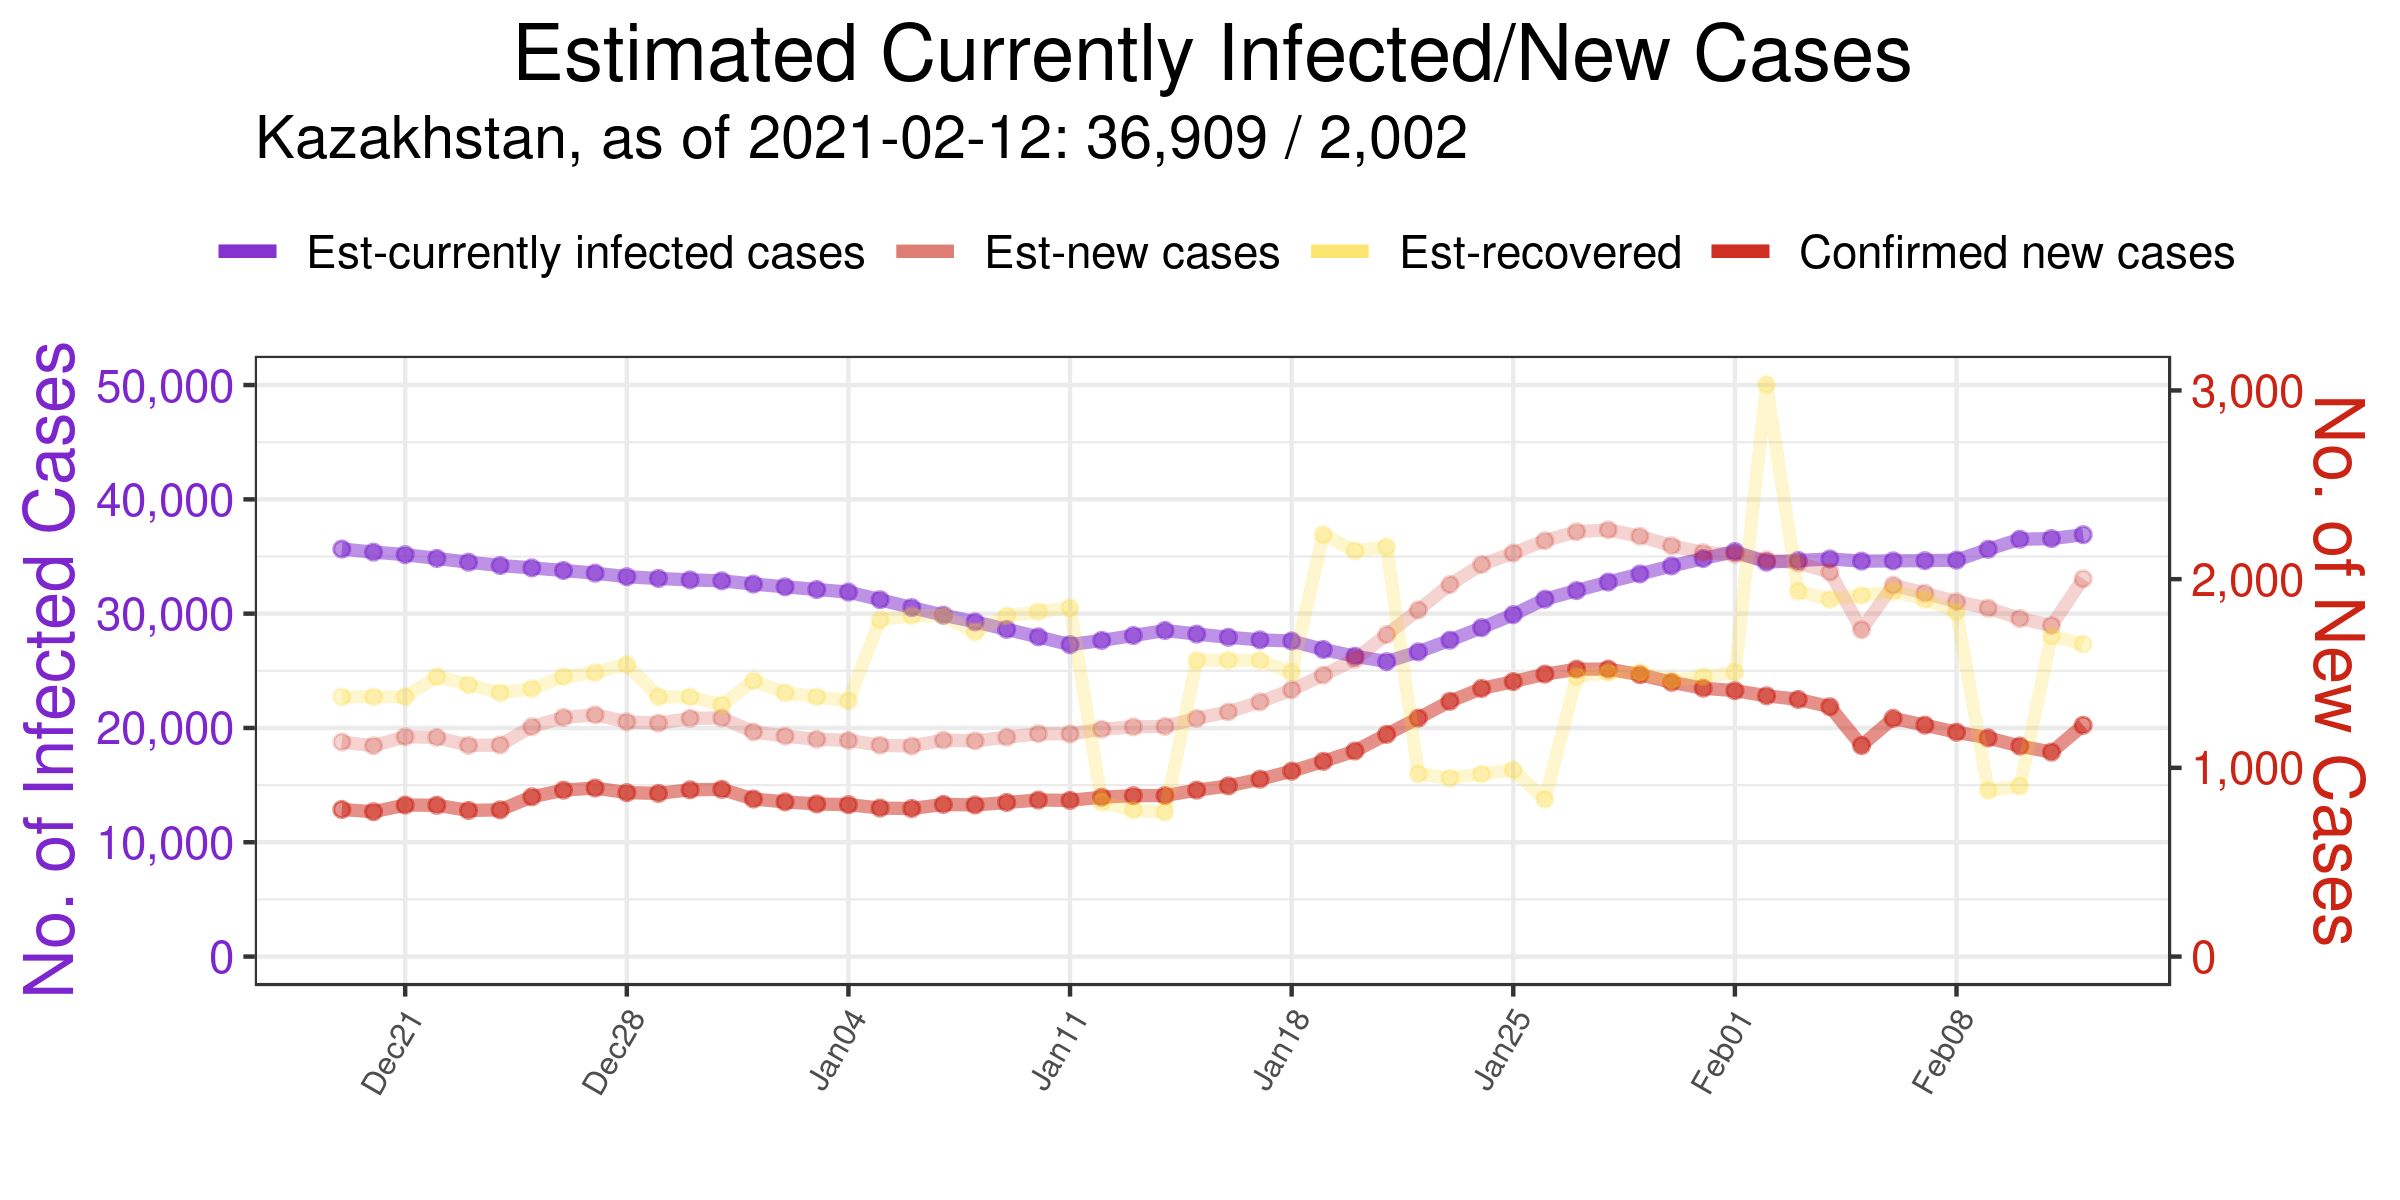 Estimated Currently Infected/New Cases
Kazakhstan, as of 2021-02-12: 36,909 / 2,002
Est-currently infected cases Est-new cases Est-recovered Confirmed new cases
No. of Infected Cases
50,000
40,000
30,000
20,000
10,000
0
3,000
2,000
1,000
0
No. of New Cases
Dec21 Dec28 Jan04 Jan11 Jan18 Jan25 Feb01 Feb08